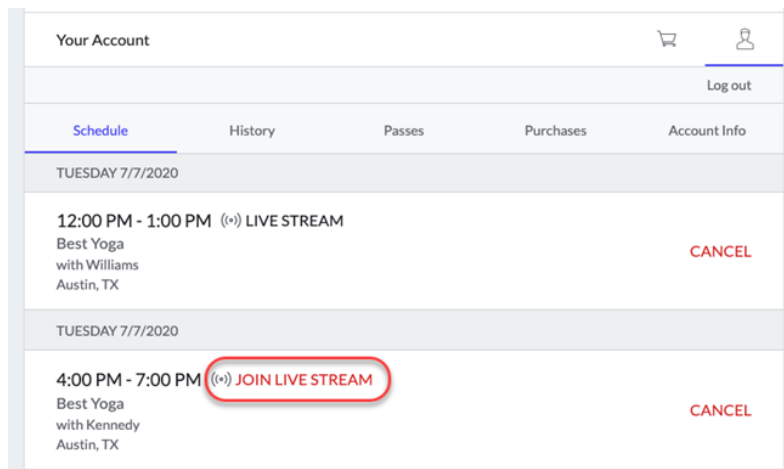 Your Account
Log out
Schedule History Passes Purchases Account Info
TUESDAY 7/7/2020
12:00 PM - 1:00 PM LIVE STREAM
Best Yoga
with Williams
CANCEL
Austin, TX
TUESDAY 7/7/2020
4:00 PM - 7:00 PM JOIN LIVE STREAM
Best Yoga
with Kennedy
CANCEL
Austin, TX